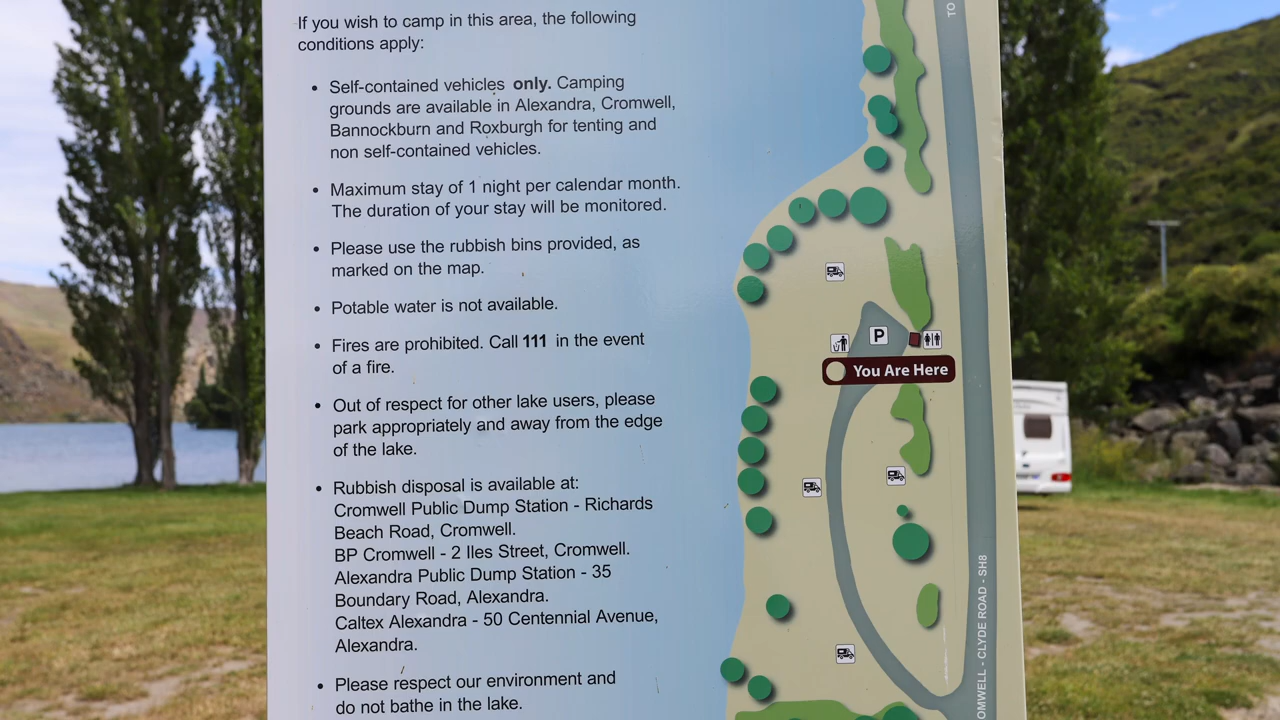 If you wish to camp in this area, the following
conditions apply:
• Self-contained vehicles only. Camping
grounds are available in Alexandra, Cromwell,
Bannockburn and Roxburgh for tenting and
non self-contained vehicles.
• Maximum stay of 1 night per calendar month.
The duration of your stay will be monitored.
• Please use the rubbish bins provided, as
marked on the map.
• Potable water is not available.
• Fires are prohibited. Call 111 in the event
of a fire.
• Out of respect for other lake users, please
park appropriately and away from the edge
of the lake.
• Rubbish disposal is available at:
Cromwell Public Dump Station - Richards
Beach Road, Cromwell.
BP Cromwell - 2 Iles Street, Cromwell.
Alexandra Public Dump Station - 35
Boundary Road, Alexandra.
Caltex Alexandra - 50 Centennial Avenue,
Alexandra.
• Please respect our environment and
do not bathe in the lake.
TO
P
You Are Here
OMWELL - CLYDE ROAD - SH8